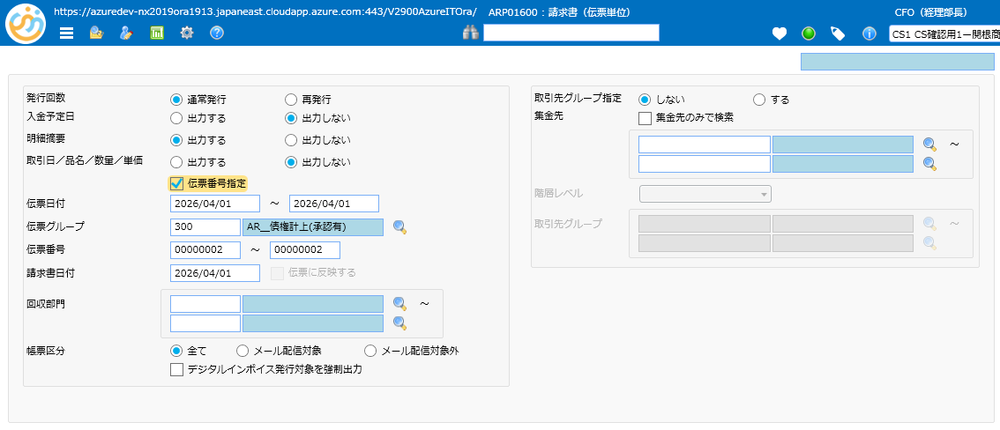 https://azuredev-nx2019ora1913.japaneast.cloudapp.azure.com:443/V2900AzureITOra/ ARP01600：請求書（伝票単位） CFO（経理部長）
CS1 CS確認用1ー関根商
発行回数 通常発行 再発行
入金予定日 出力する 出力しない
明細摘要 出力する 出力しない
取引日／品名／数量／単価 出力する 出力しない
伝票番号指定
伝票日付 2026/04/01 ～ 2026/04/01
伝票グループ 300 AR__債権計上(承認有)
伝票番号 00000002 ～ 00000002
請求書日付 2026/04/01 伝票に反映する
回収部門 ～
帳票区分 全て メール配信対象 メール配信対象外
デジタルインボイス発行対象を強制出力
取引先グループ指定 しない する
集金先 集金先のみで検索
～
階層レベル
取引先グループ ～